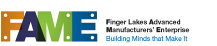 FAME
Finger Lakes Advanced
Manufacturers' Enterprise
Building Minds that Make It